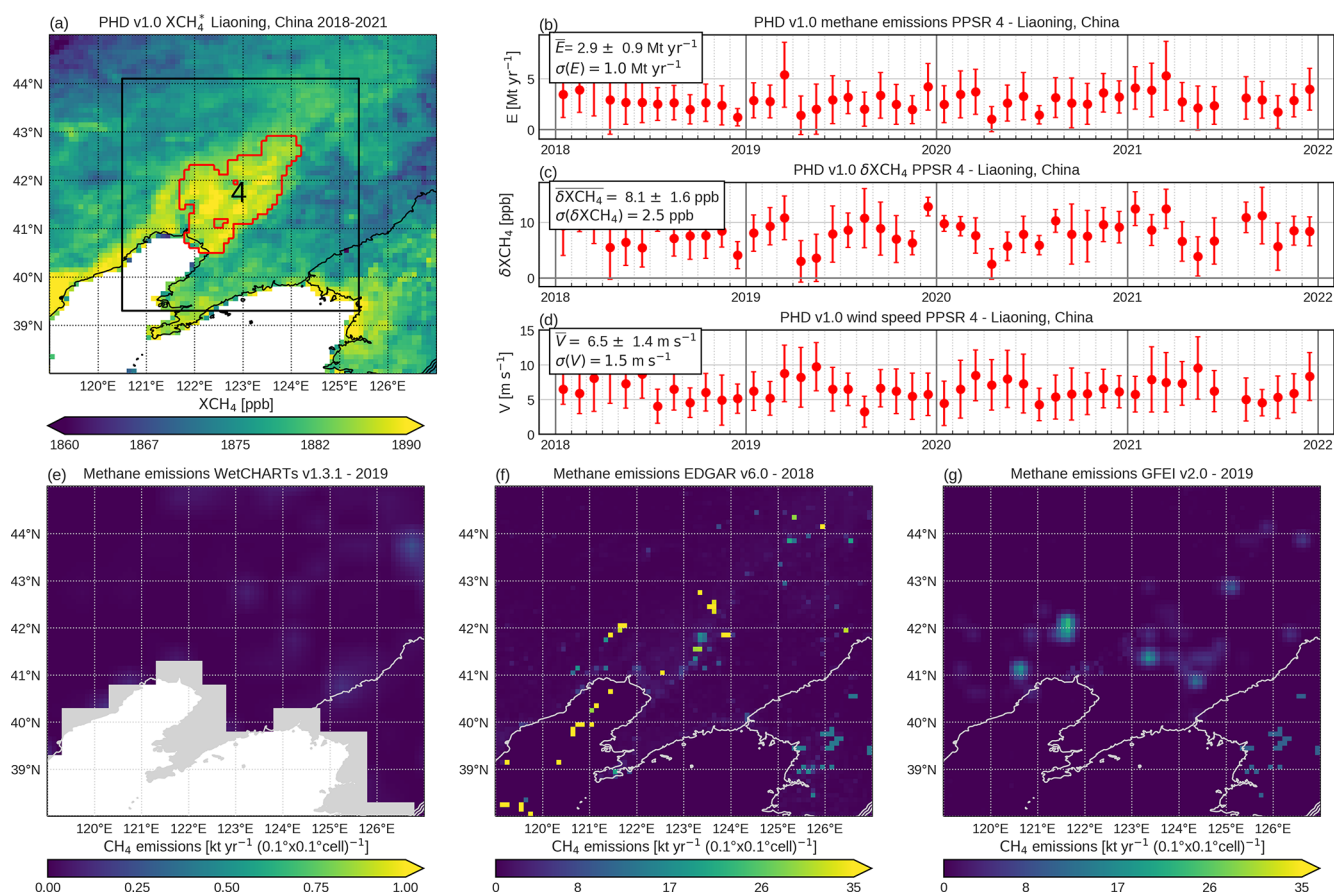 (a) PHD v1.0 XCH₄* Liaoning, China 2018-2021
44°N
43°N
42°N
41°N
40°N
39°N
4
120°E 121°E 122°E 123°E 124°E 125°E 126°E
XCH₄ [ppb]
1860 1867 1875 1882 1890
(b) PHD v1.0 methane emissions PPSR 4 - Liaoning, China
E̅= 2.9 ± 0.9 Mt yr⁻¹
σ(E) = 1.0 Mt yr⁻¹
E [Mt yr⁻¹]
5
0
2018 2019 2020 2021 2022
(c) PHD v1.0 δXCH₄ PPSR 4 - Liaoning, China
δXCH₄ = 8.1 ± 1.6 ppb
σ(δXCH₄) = 2.5 ppb
δXCH₄ [ppb]
10
0
2018 2019 2020 2021 2022
(d) PHD v1.0 wind speed PPSR 4 - Liaoning, China
V̅ = 6.5 ± 1.4 m s⁻¹
σ(V) = 1.5 m s⁻¹
V [m s⁻¹]
15
10
5
0
2018 2019 2020 2021 2022
(e) Methane emissions WetCHARTs v1.3.1 - 2019
44°N
43°N
42°N
41°N
40°N
39°N
120°E 121°E 122°E 123°E 124°E 125°E 126°E
CH₄ emissions [kt yr⁻¹ (0.1°x0.1°cell)⁻¹]
0.00 0.25 0.50 0.75 1.00
(f) Methane emissions EDGAR v6.0 - 2018
44°N
43°N
42°N
41°N
40°N
39°N
120°E 121°E 122°E 123°E 124°E 125°E 126°E
CH₄ emissions [kt yr⁻¹ (0.1°x0.1°cell)⁻¹]
0 8 17 26 35
(g) Methane emissions GFEI v2.0 - 2019
44°N
43°N
42°N
41°N
40°N
39°N
120°E 121°E 122°E 123°E 124°E 125°E 126°E
CH₄ emissions [kt yr⁻¹ (0.1°x0.1°cell)⁻¹]
0 8 17 26 35